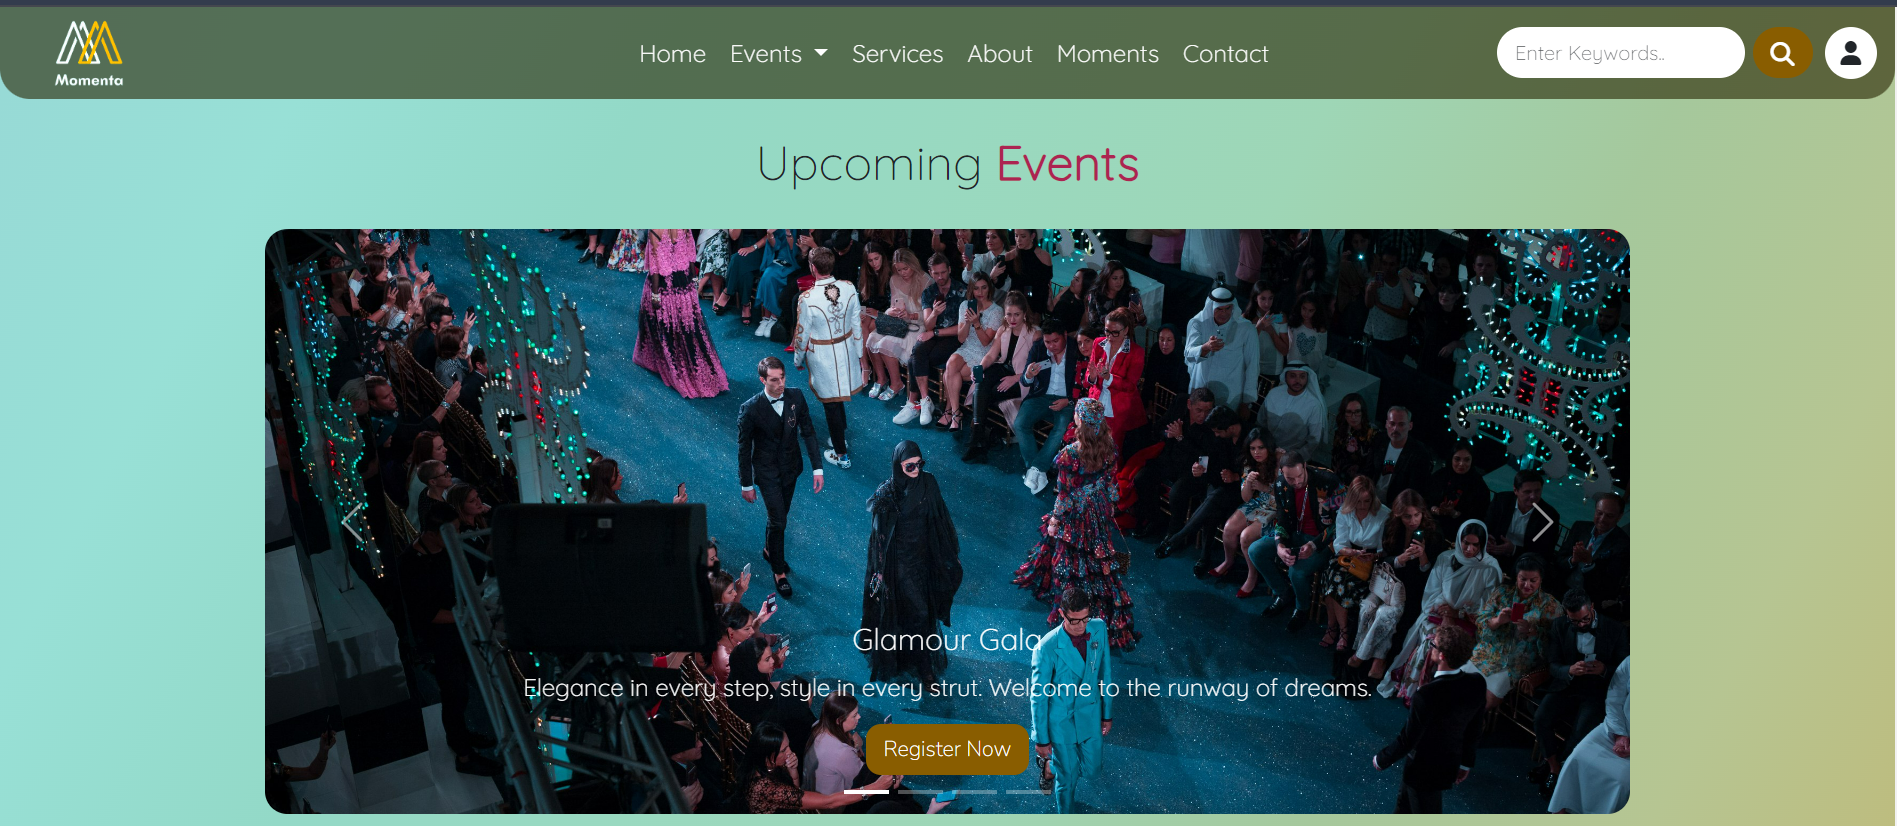 Momenta
Home Events Services About Moments Contact
Enter Keywords..
Upcoming Events
Glamour Gala
Elegance in every step, style in every strut. Welcome to the runway of dreams.
Register Now